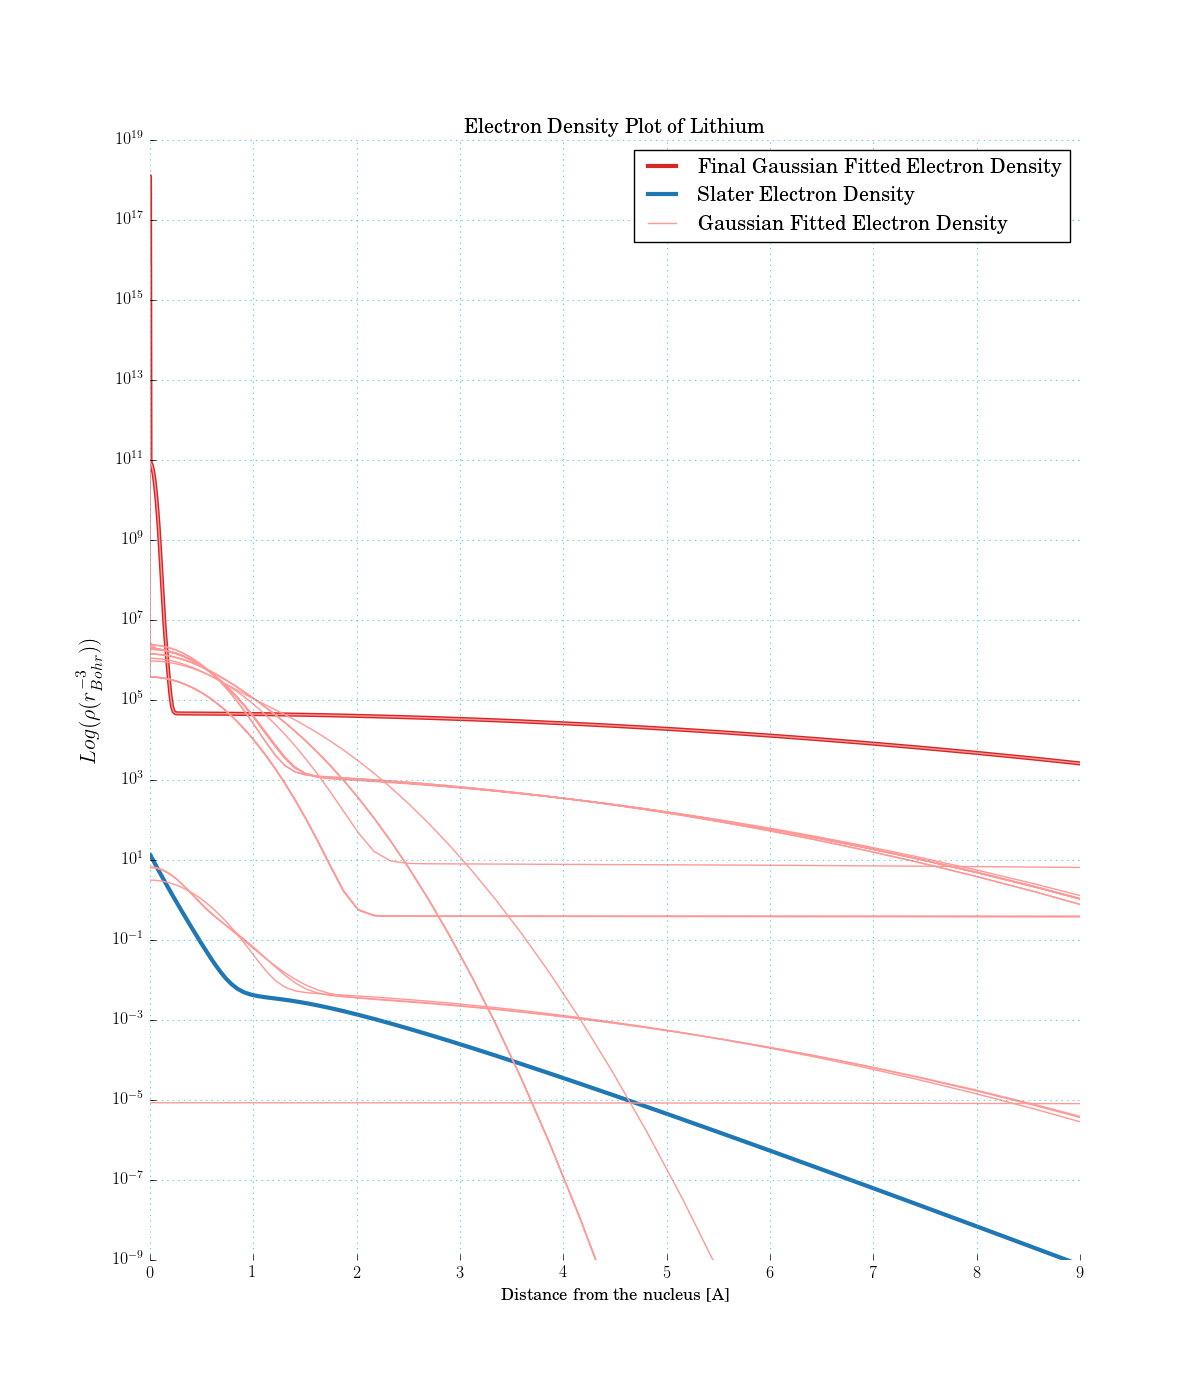 Electron Density Plot of Lithium
Final Gaussian Fitted Electron Density
Slater Electron Density
Gaussian Fitted Electron Density
10^19
10^17
10^15
10^13
10^11
10^9
10^7
10^5
10^3
10^1
10^−1
10^−3
10^−5
10^−7
10^−9
Log(ρ(r_Bohr^−3))
0 1 2 3 4 5 6 7 8 9
Distance from the nucleus [A]